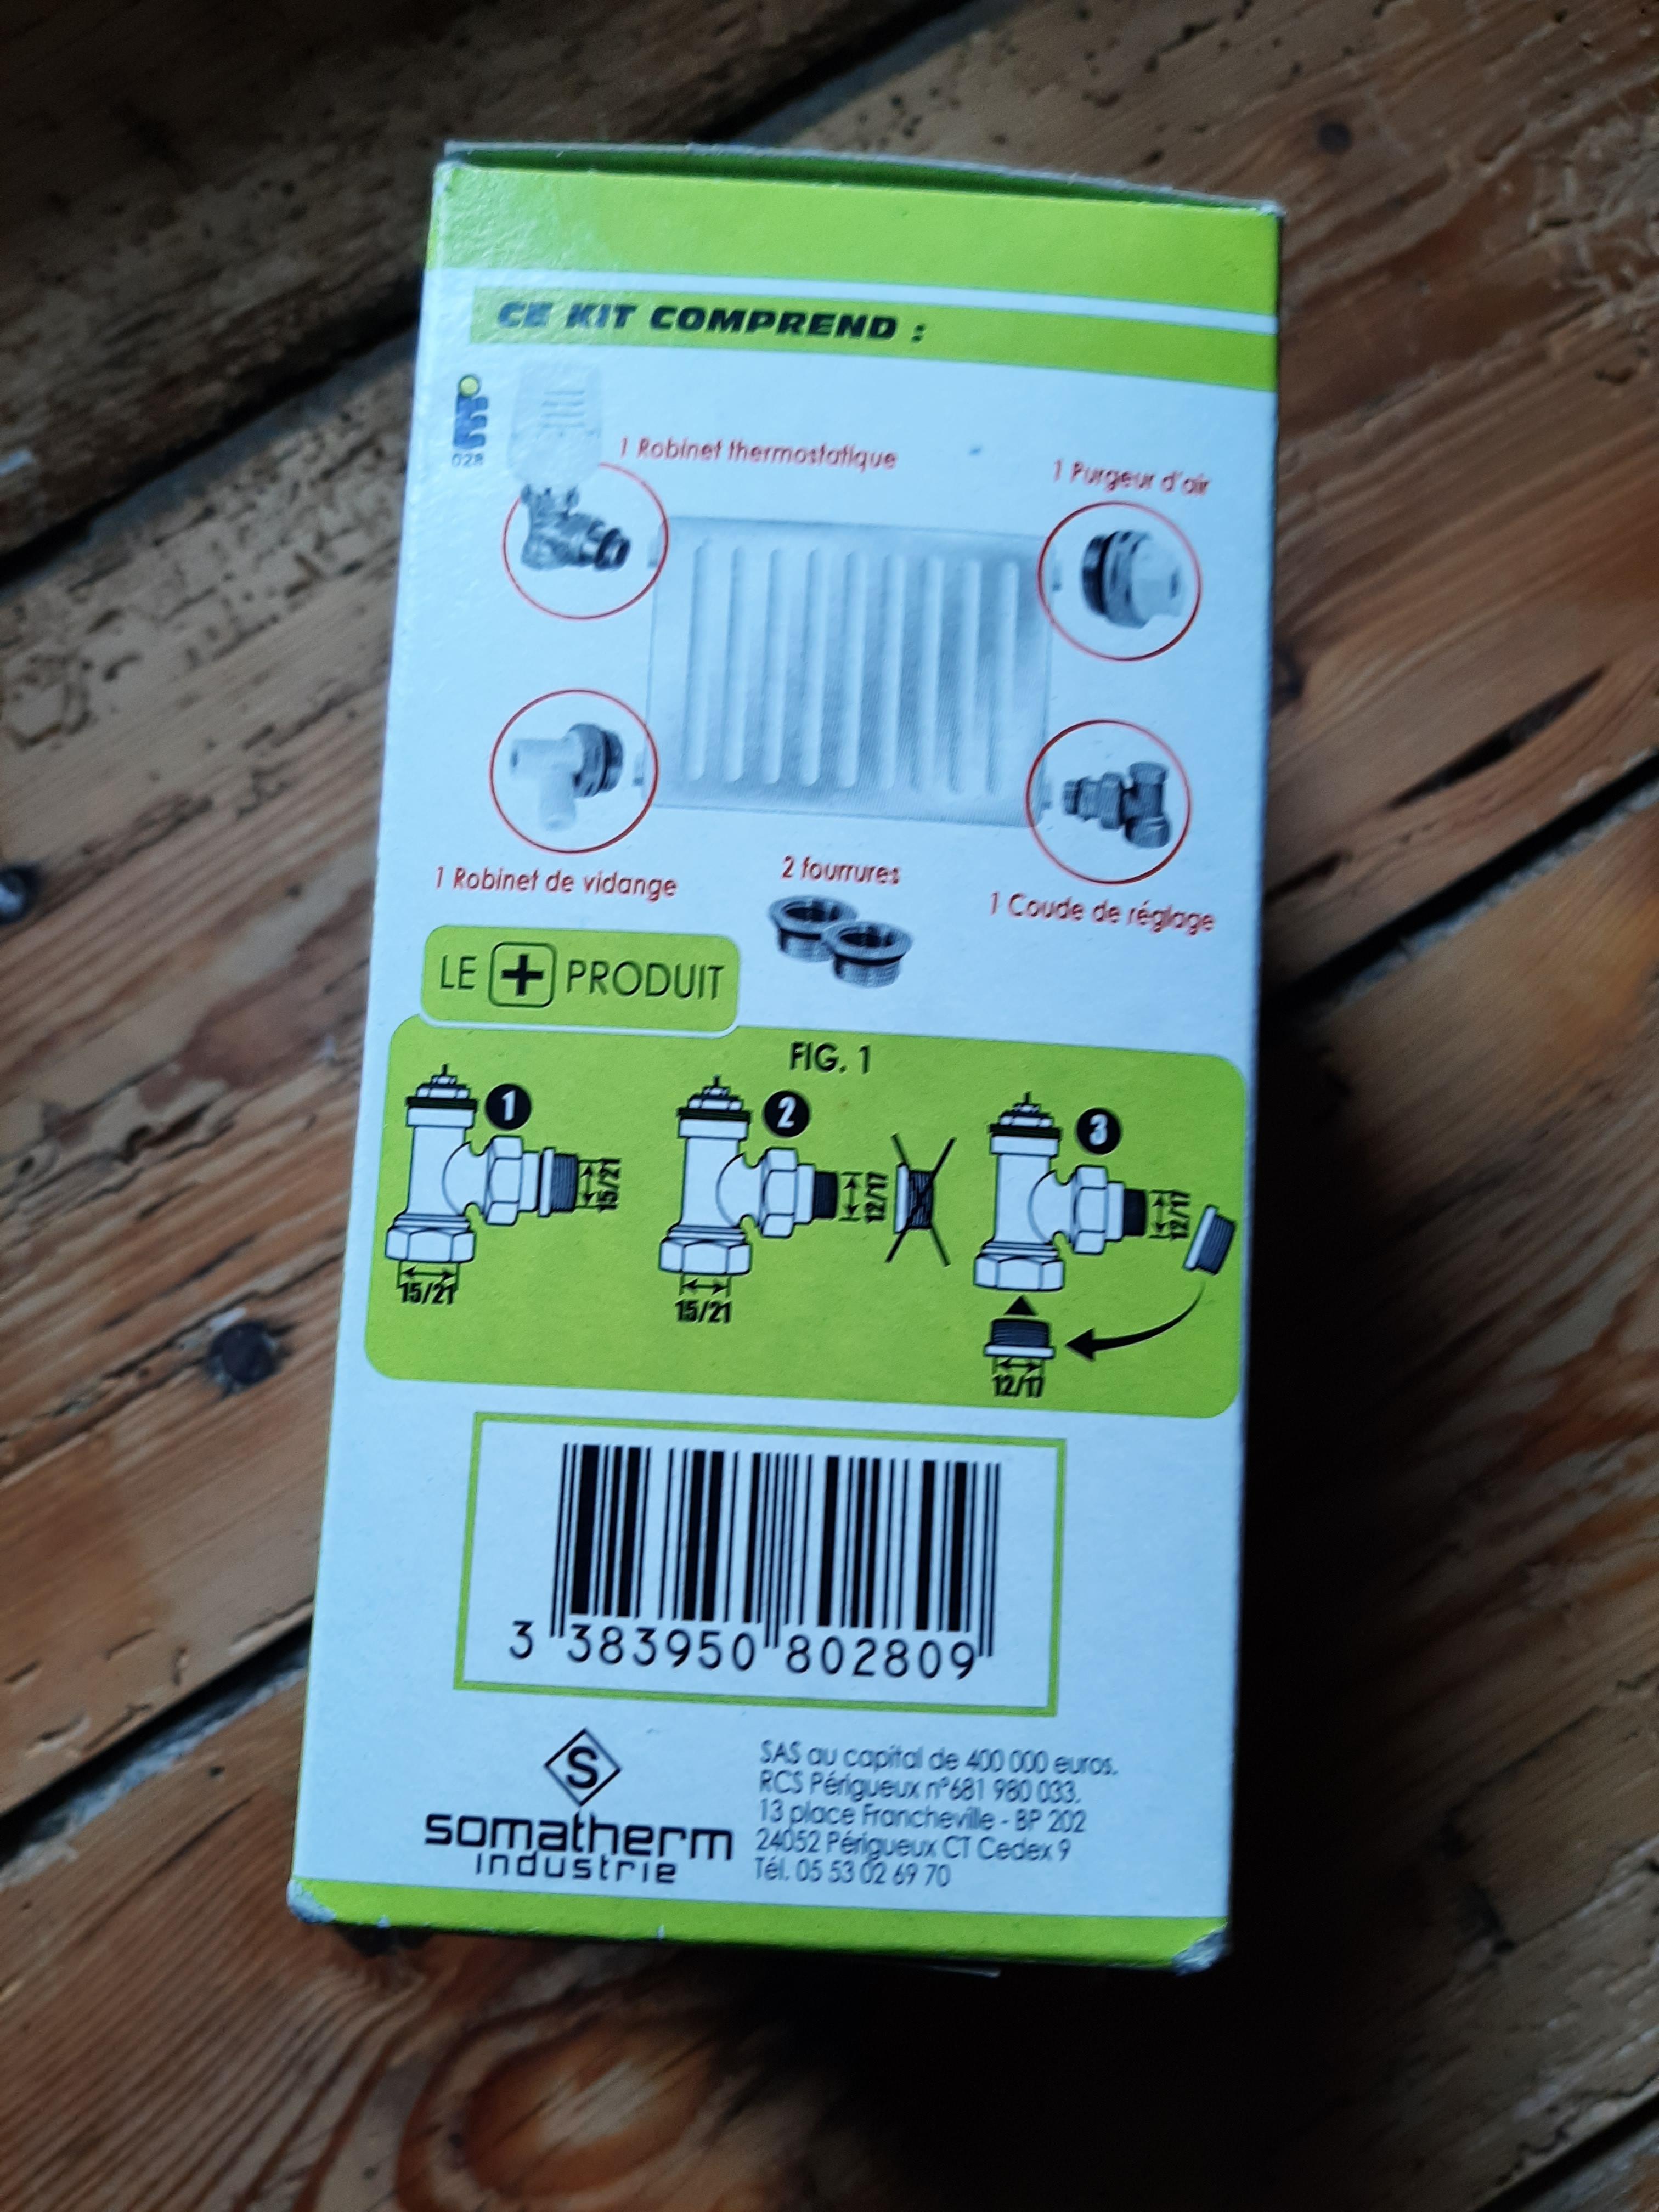 CE KIT COMPREND :
NF
028
1 Robinet thermostatique
1 Purgeur d'air
1 Robinet de vidange
2 fourrures
1 Coude de réglage
LE + PRODUIT
FIG. 1
1
15/21
15/21
2
12/17
15/21
3
12/17
12/17
3 383950 802809
S
somatherm
industrie
SAS au capital de 400 000 euros.
RCS Périgueux n°681 980 033.
13 place Francheville - BP 202
24052 Périgueux CT Cedex 9
Tél. 05 53 02 69 70